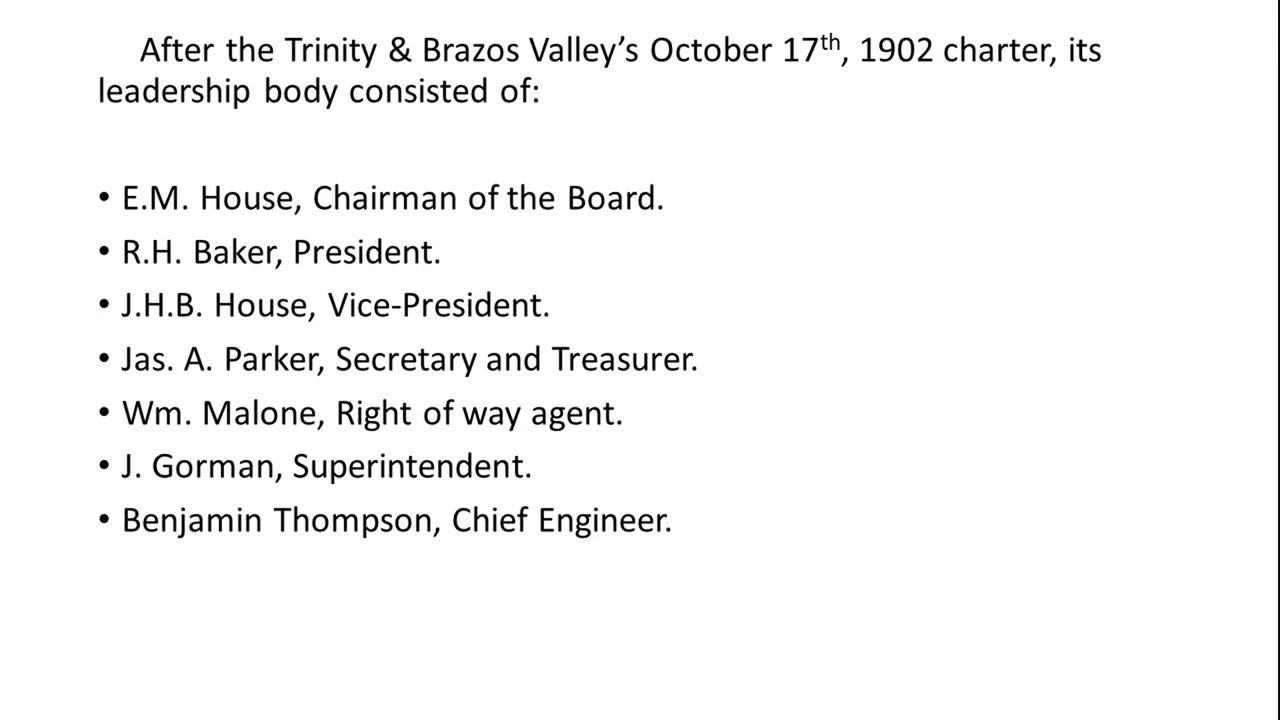 After the Trinity & Brazos Valley’s October 17th, 1902 charter, its
leadership body consisted of:
• E.M. House, Chairman of the Board.
• R.H. Baker, President.
• J.H.B. House, Vice-President.
• Jas. A. Parker, Secretary and Treasurer.
• Wm. Malone, Right of way agent.
• J. Gorman, Superintendent.
• Benjamin Thompson, Chief Engineer.